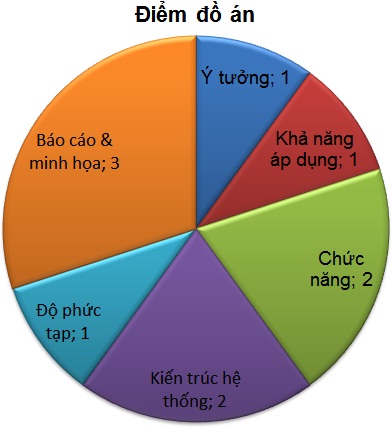 Điểm đồ án
Ý tưởng; 1
Khả năng
áp dụng; 1
Chức
năng; 2
Kiến trúc hệ
thống; 2
Độ phức
tạp; 1
Báo cáo &
minh họa; 3